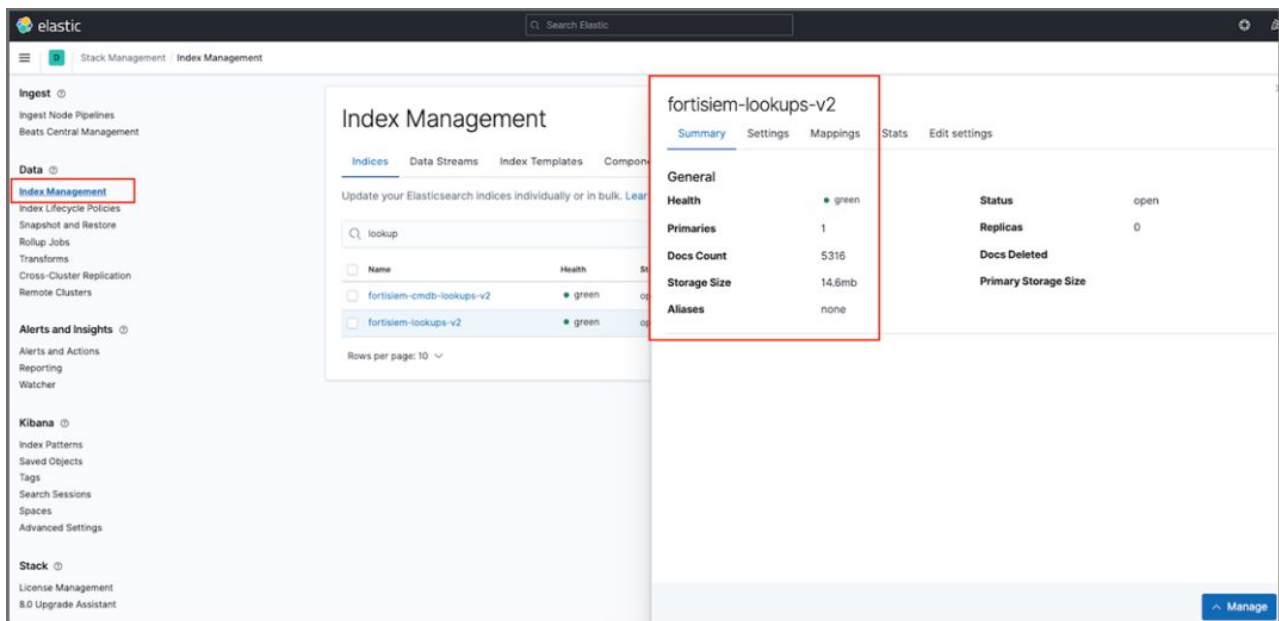 elastic
Search Elastic
D
Stack Management / Index Management
Ingest
Ingest Node Pipelines
Beats Central Management
Data
Index Management
Index Lifecycle Policies
Snapshot and Restore
Rollup Jobs
Transforms
Cross-Cluster Replication
Remote Clusters
Alerts and Insights
Alerts and Actions
Reporting
Watcher
Kibana
Index Patterns
Saved Objects
Tags
Search Sessions
Spaces
Advanced Settings
Stack
License Management
8.0 Upgrade Assistant
Index Management
Indices Data Streams Index Templates Compon
Update your Elasticsearch indices individually or in bulk. Lear
lookup
Name Health St
fortisiem-cmdb-lookups-v2 green op
fortisiem-lookups-v2 green op
Rows per page: 10
fortisiem-lookups-v2
Summary Settings Mappings Stats Edit settings
General
Health green Status open
Primaries 1 Replicas 0
Docs Count 5316 Docs Deleted
Storage Size 14.6mb Primary Storage Size
Aliases none
Manage